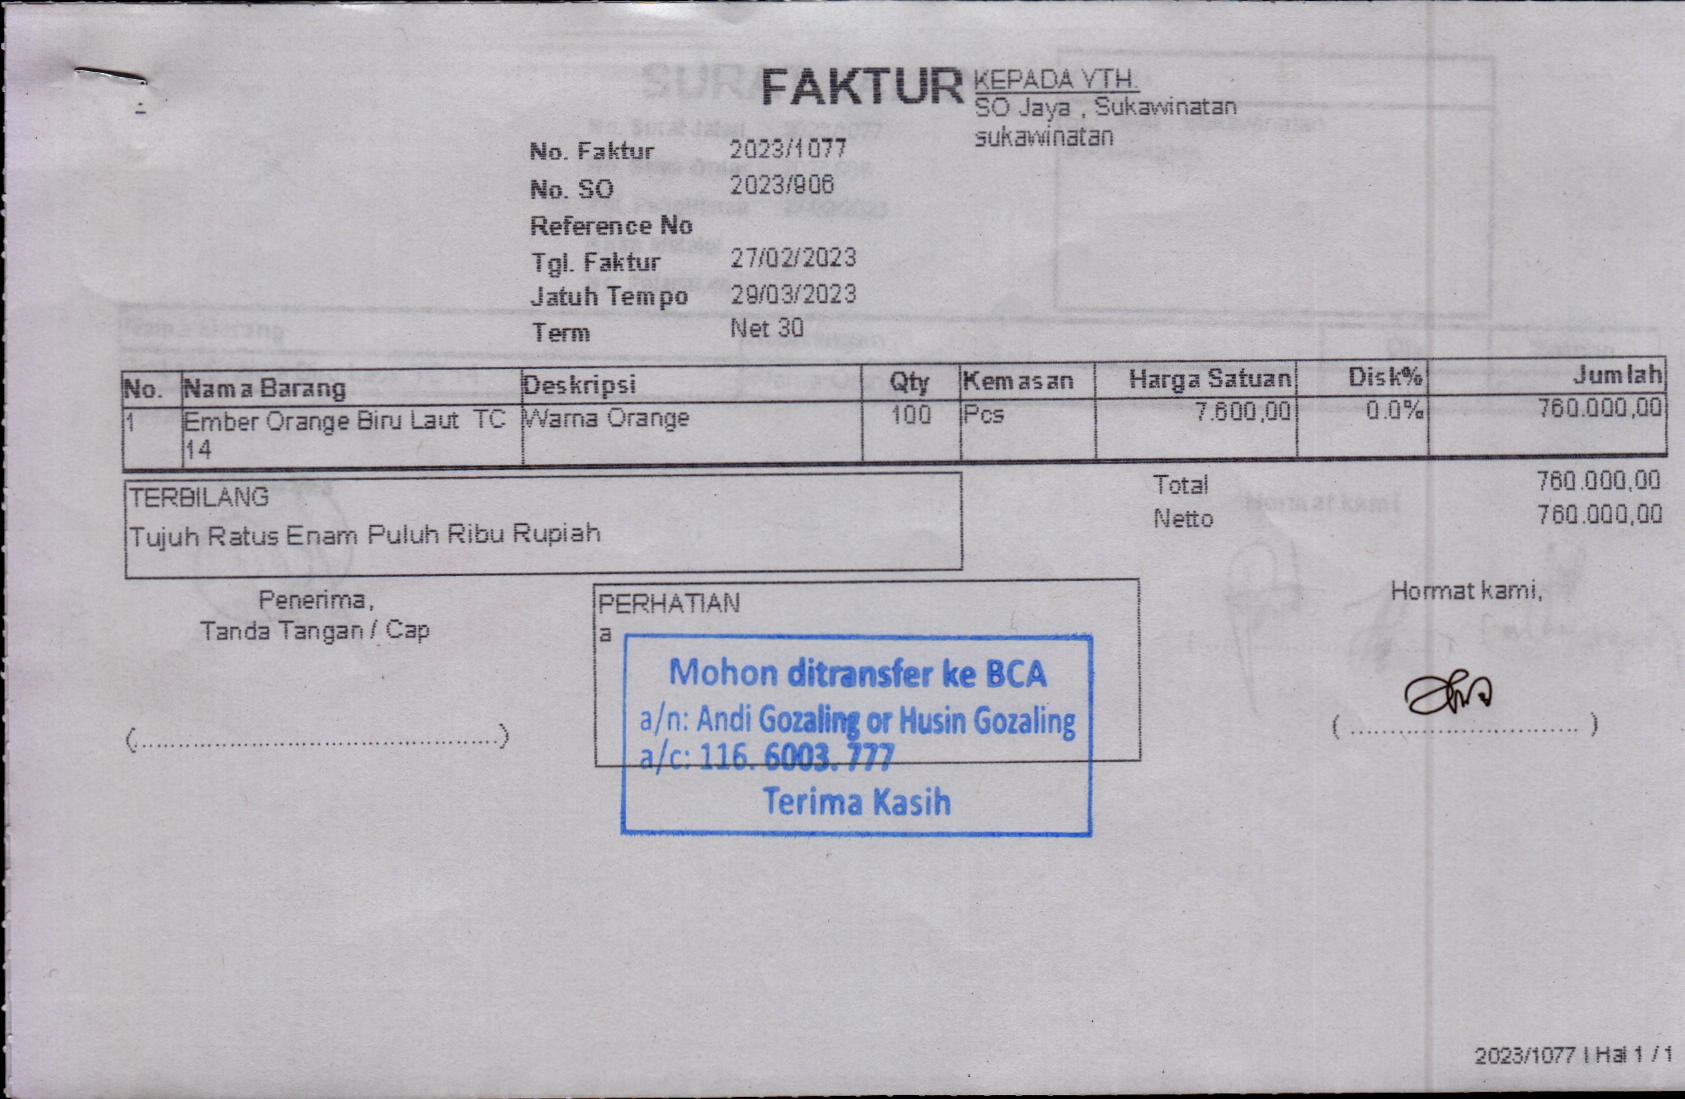 FAKTUR
KEPADA YTH.
SO Jaya , Sukawinatan
sukawinatan
No. Faktur 2023/1077
No. SO 2023/906
Reference No
Tgl. Faktur 27/02/2023
Jatuh Tempo 29/03/2023
Term Net 30
No. Nama Barang Deskripsi Qty Kemasan Harga Satuan Disk% Jumlah
1 Ember Orange Biru Laut TC Warna Orange 100 Pcs 7.600,00 0.0% 760.000,00
14
TERBILANG
Tujuh Ratus Enam Puluh Ribu Rupiah
Total 760.000,00
Netto 760.000,00
Penerima,
Tanda Tangan / Cap
(................................................)
PERHATIAN
a
Mohon ditransfer ke BCA
a/n: Andi Gozaling or Husin Gozaling
a/c: 116. 6003. 777
Terima Kasih
Hormat kami,
( .............................. )
2023/1077 | Hal 1 / 1